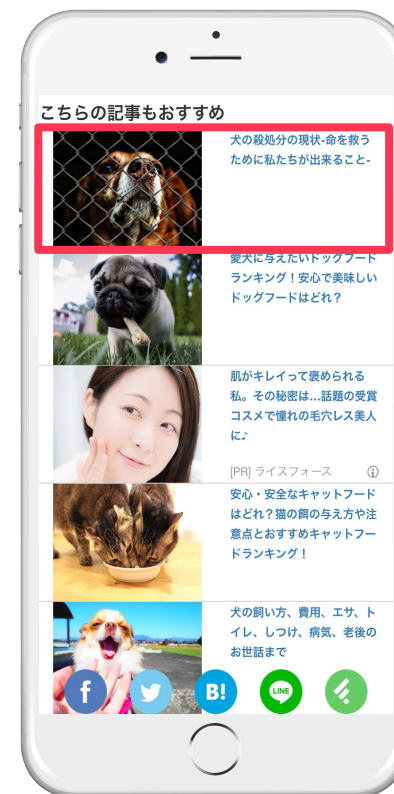 こちらの記事もおすすめ
犬の殺処分の現状-命を救う
ために私たちが出来ること-
愛犬に与えたいドッグフード
ランキング！安心で美味しい
ドッグフードはどれ？
肌がキレイって褒められる
私。その秘密は...話題の受賞
コスメで憧れの毛穴レス美人
に♪
[PR] ライスフォース
安心・安全なキャットフード
はどれ？猫の餌の与え方や注
意点とおすすめキャットフー
ドランキング！
犬の飼い方、費用、エサ、ト
イレ、しつけ、病気、老後の
お世話まで
f
B!
LINE